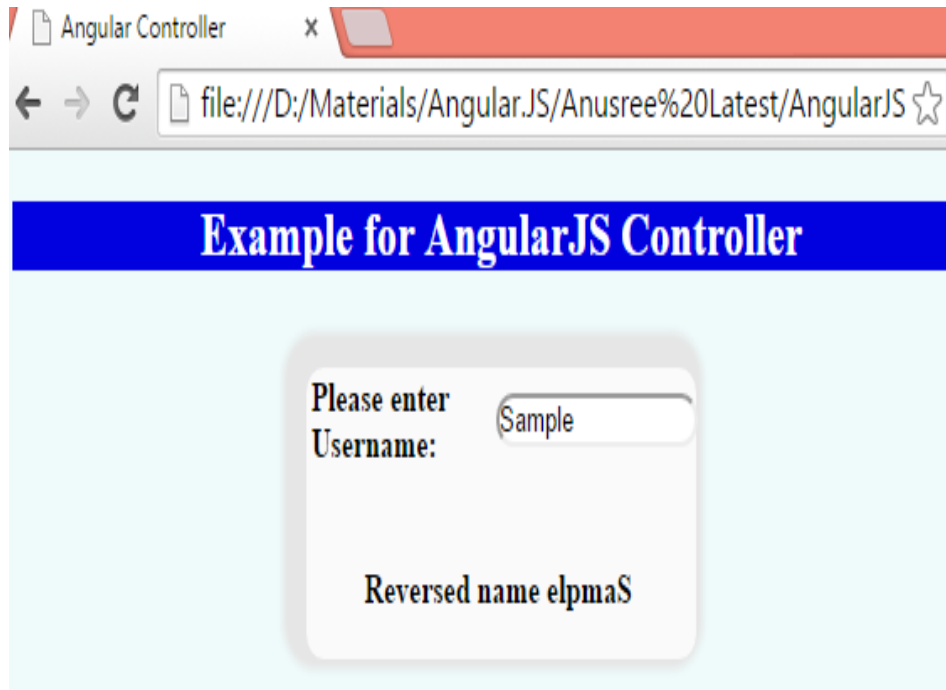 Angular Controller
file:///D:/Materials/Angular.JS/Anusree%20Latest/AngularJS
Example for AngularJS Controller
Please enter
Username:
Sample
Reversed name elpmaS